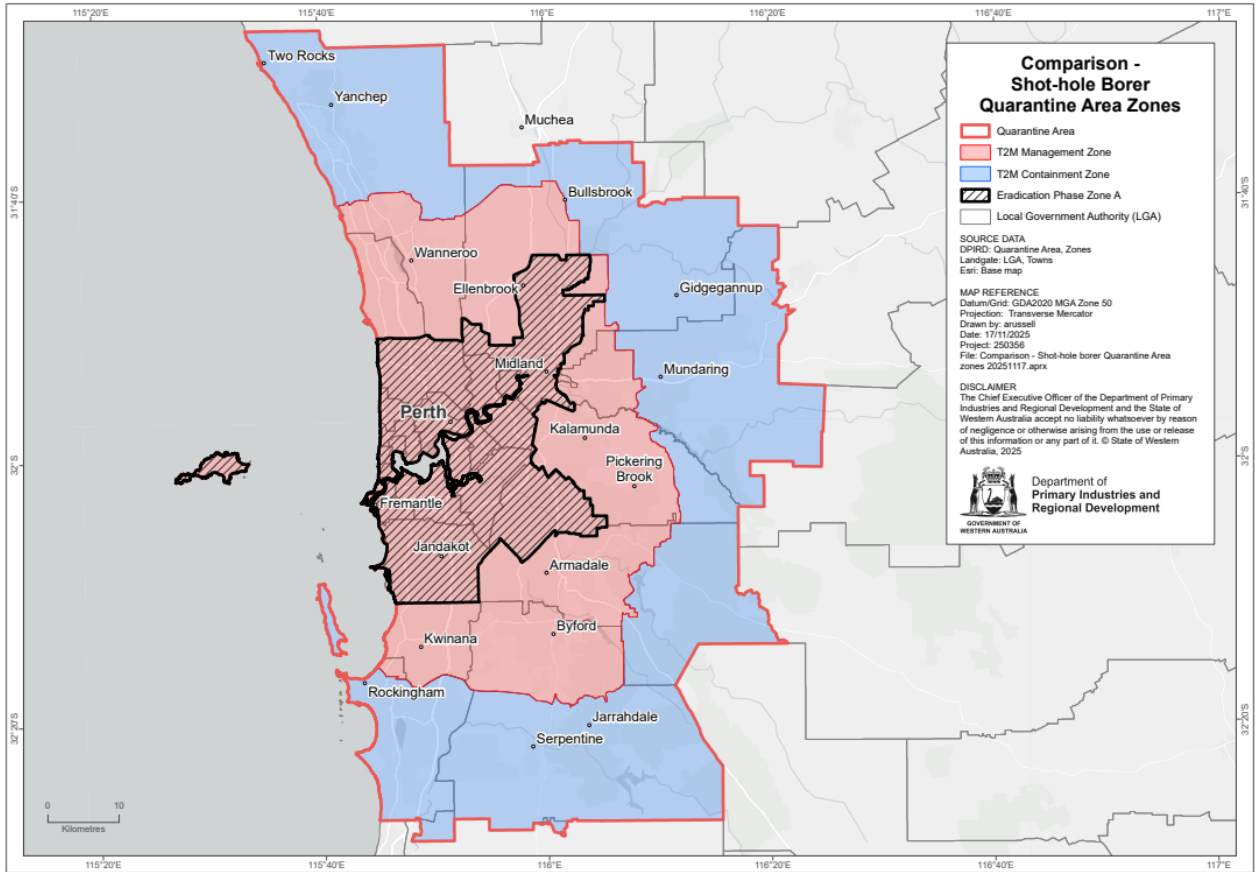 115°20'E
115°40'E
116°E
116°20'E
116°40'E
117°E
31°40'S
32°S
32°20'S
31°40'S
32°S
32°20'S
Two Rocks
Yanchep
Muchea
Bullsbrook
Wanneroo
Ellenbrook
Gidgegannup
Midland
Mundaring
Perth
Kalamunda
Pickering
Brook
Fremantle
Jandakot
Armadale
Byford
Kwinana
Rockingham
Jarrahdale
Serpentine
0 10
Kilometres
Comparison -
Shot-hole Borer
Quarantine Area Zones
Quarantine Area
T2M Management Zone
T2M Containment Zone
Eradication Phase Zone A
Local Government Authority (LGA)
SOURCE DATA
DPIRD: Quarantine Area, Zones
Landgate: LGA, Towns
Esri: Base map
MAP REFERENCE
Datum/Grid: GDA2020 MGA Zone 50
Projection: Transverse Mercator
Drawn by: arussell
Date: 17/11/2025
Project: 250356
File: Comparison - Shot-hole borer Quarantine Area
zones 20251117.aprx
DISCLAIMER
The Chief Executive Officer of the Department of Primary
Industries and Regional Development and the State of
Western Australia accept no liability whatsoever by reason
of negligence or otherwise arising from the use or release
of this information or any part of it. © State of Western
Australia, 2025
GOVERNMENT OF
WESTERN AUSTRALIA
Department of
Primary Industries and
Regional Development
115°20'E
115°40'E
116°E
116°20'E
116°40'E
117°E